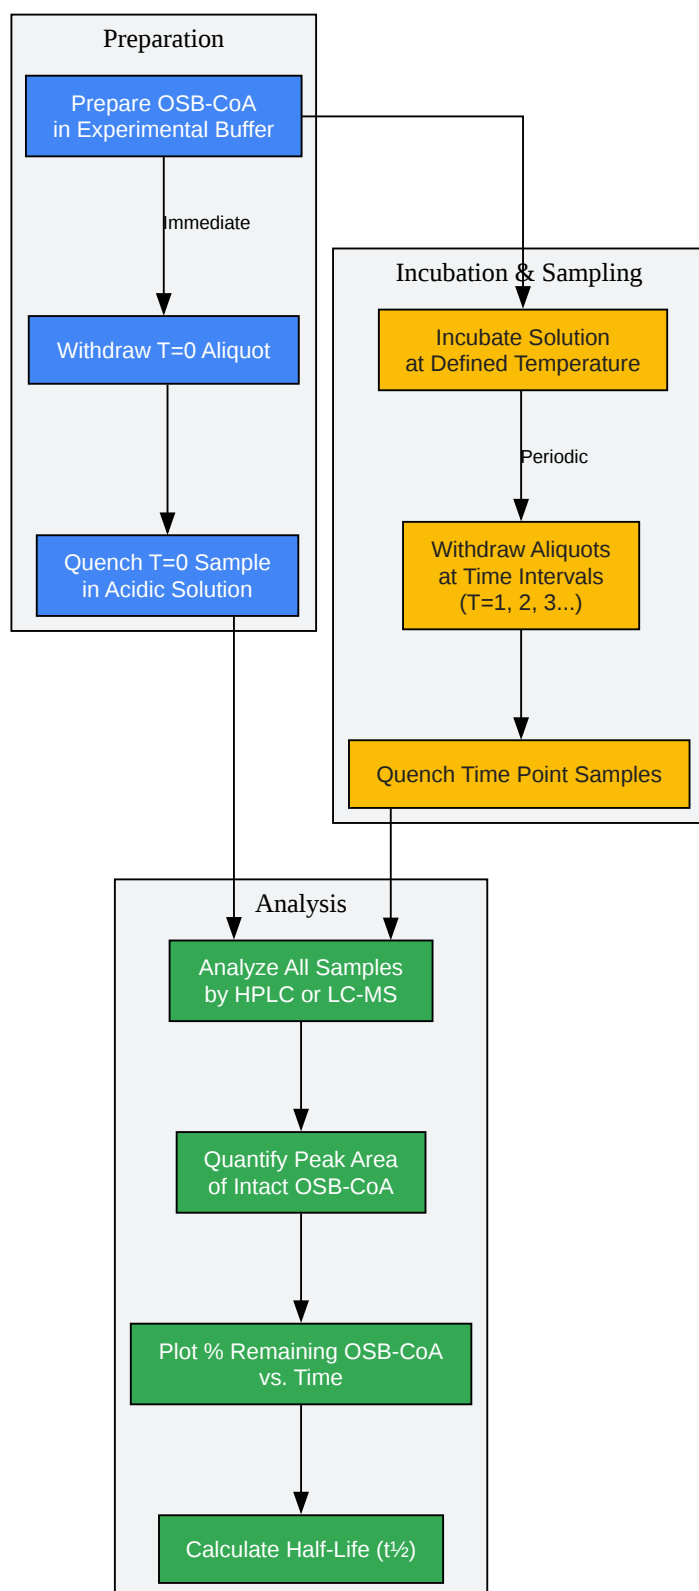 Preparation
Prepare OSB-CoA
in Experimental Buffer
Immediate
Withdraw T=0 Aliquot
Quench T=0 Sample
in Acidic Solution
Incubation & Sampling
Incubate Solution
at Defined Temperature
Periodic
Withdraw Aliquots
at Time Intervals
(T=1, 2, 3...)
Quench Time Point Samples
Analysis
Analyze All Samples
by HPLC or LC-MS
Quantify Peak Area
of Intact OSB-CoA
Plot % Remaining OSB-CoA
vs. Time
Calculate Half-Life (t½)